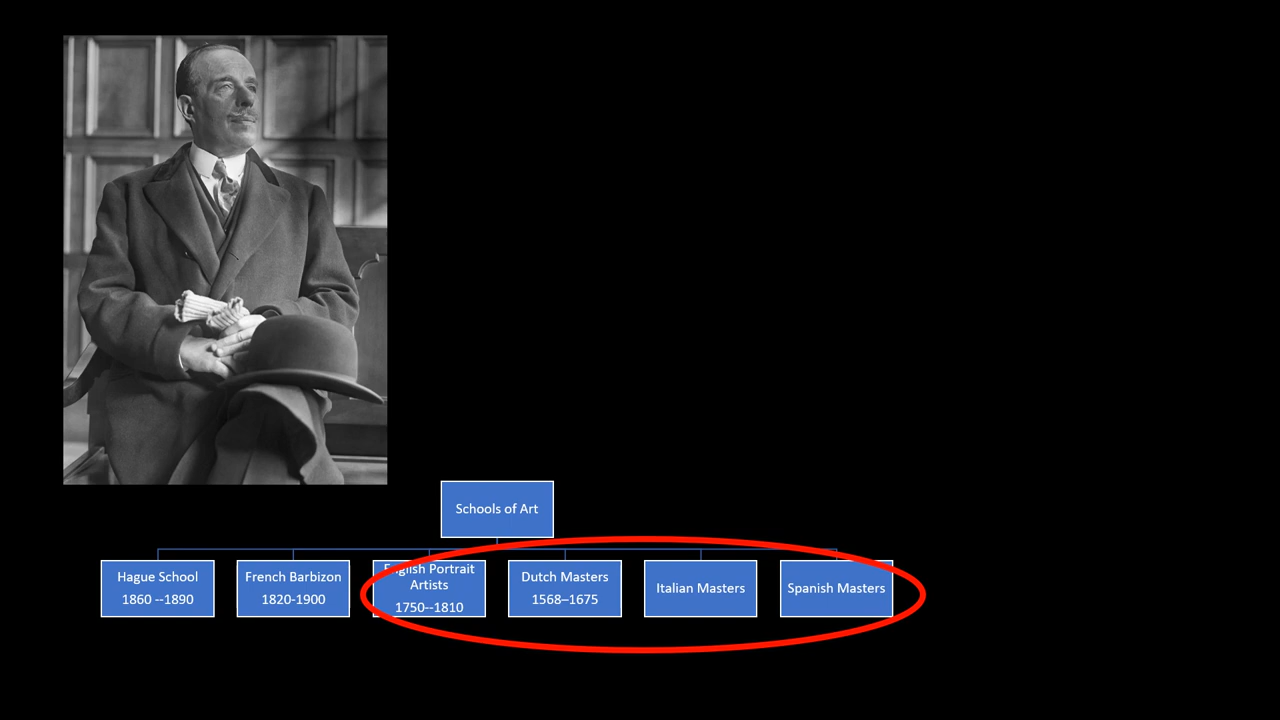 Schools of Art
Hague School
1860 --1890
French Barbizon
1820-1900
English Portrait
Artists
1750--1810
Dutch Masters
1568–1675
Italian Masters
Spanish Masters